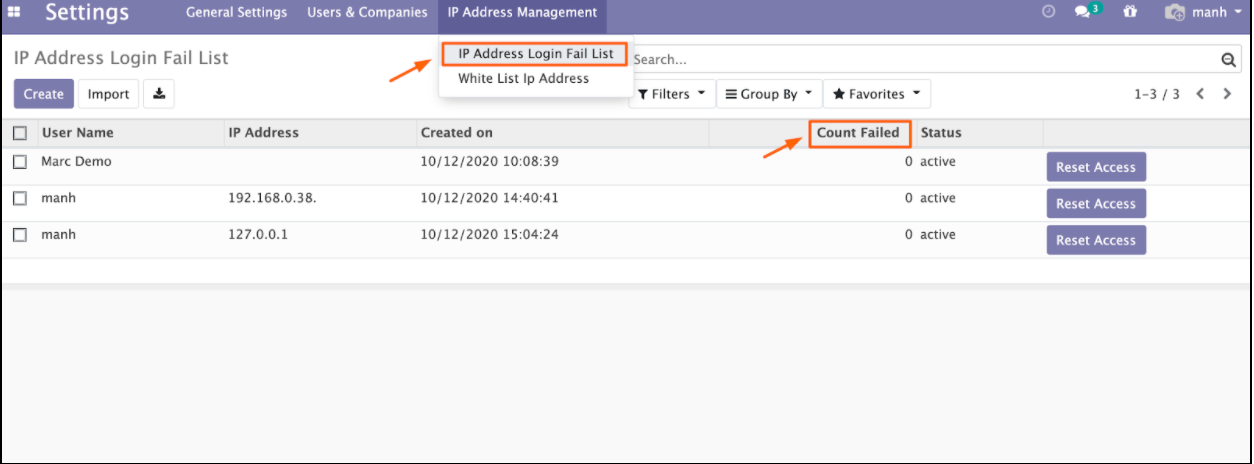 Settings General Settings Users & Companies IP Address Management 3 manh
IP Address Login Fail List IP Address Login Fail List Search...
White List Ip Address
Create Import Filters Group By Favorites 1-3 / 3
User Name IP Address Created on Count Failed Status
Marc Demo 10/12/2020 10:08:39 0 active Reset Access
manh 192.168.0.38. 10/12/2020 14:40:41 0 active Reset Access
manh 127.0.0.1 10/12/2020 15:04:24 0 active Reset Access